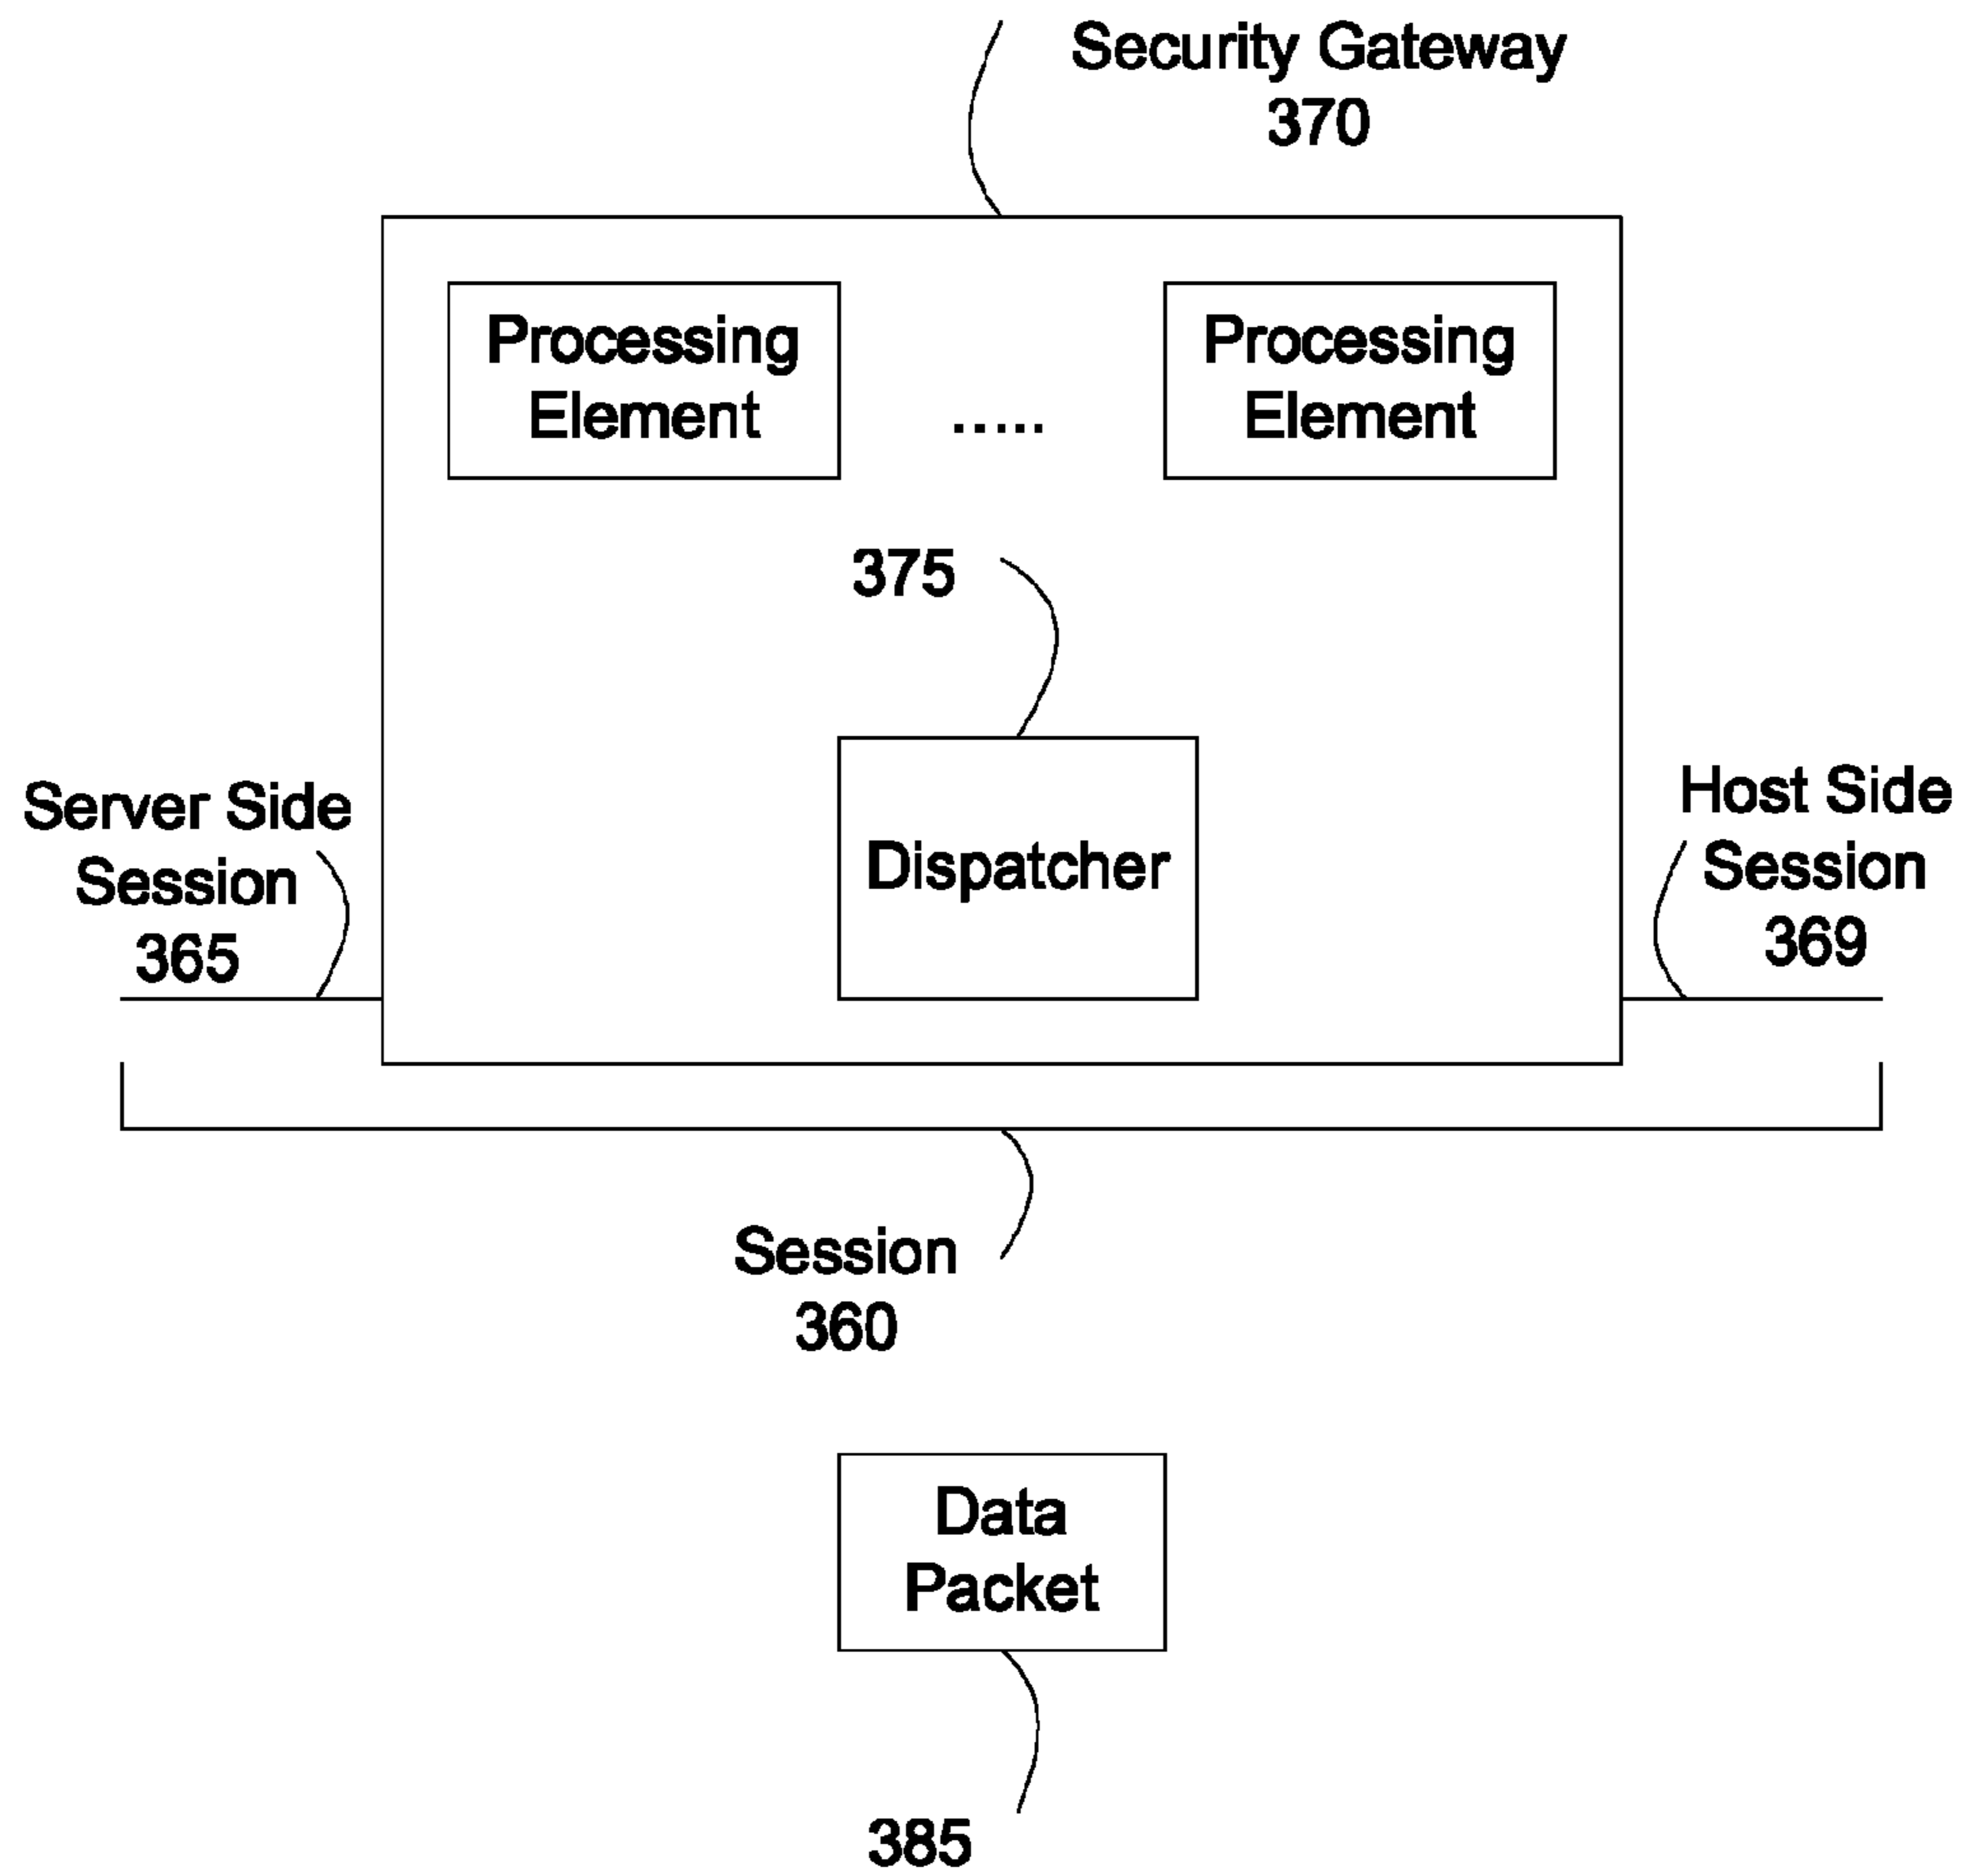 Security Gateway
370
Processing
Element
.....
Processing
Element
375
Dispatcher
Server Side
Session
365
Host Side
Session
369
Session
360
Data
Packet
385